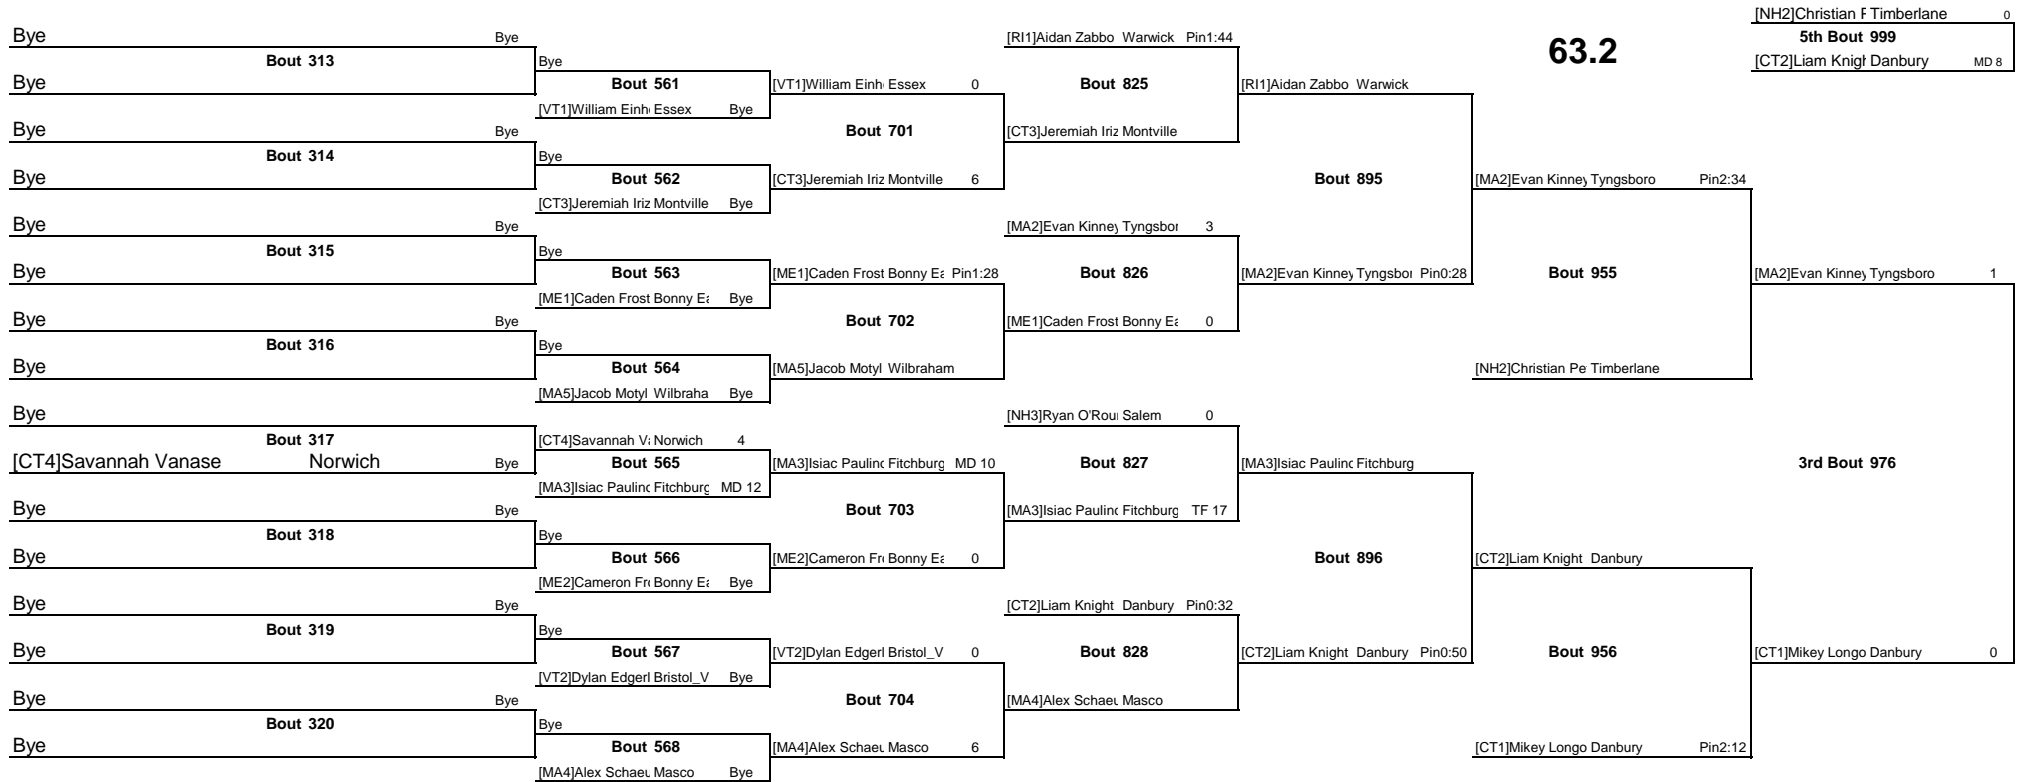 [NH2]Christian F Timberlane 0
5th Bout 999
[CT2]Liam Knigh Danbury MD 8
63.2
Bye Bye
Bout 313
Bye
Bye Bye
Bout 314
Bye
Bye Bye
Bout 315
Bye
Bye Bye
Bout 316
Bye
Bye
Bout 317
[CT4]Savannah Vanase Norwich Bye
Bye Bye
Bout 318
Bye
Bye Bye
Bout 319
Bye
Bye Bye
Bout 320
Bye
Bye
Bout 561
[VT1]William Einh Essex Bye
Bye
Bout 562
[CT3]Jeremiah Iriz Montville Bye
Bye
Bout 563
[ME1]Caden Frost Bonny Ea Bye
Bye
Bout 564
[MA5]Jacob Motyl Wilbraha Bye
[CT4]Savannah Va Norwich 4
Bout 565
[MA3]Isiac Paulino Fitchburg MD 12
Bye
Bout 566
[ME2]Cameron Fro Bonny Ea Bye
Bye
Bout 567
[VT2]Dylan Edgerl Bristol_V Bye
Bye
Bout 568
[MA4]Alex Schaeu Masco Bye
[VT1]William Einh Essex 0
Bout 701
[CT3]Jeremiah Iriz Montville 6
[ME1]Caden Frost Bonny Ea Pin1:28
Bout 702
[MA5]Jacob Motyl Wilbraham
[MA3]Isiac Paulino Fitchburg MD 10
Bout 703
[ME2]Cameron Fro Bonny Ea 0
[VT2]Dylan Edgerl Bristol_V 0
Bout 704
[MA4]Alex Schaeu Masco 6
[RI1]Aidan Zabbo Warwick Pin1:44
Bout 825
[CT3]Jeremiah Iriz Montville
[MA2]Evan Kinney Tyngsbor 3
Bout 826
[ME1]Caden Frost Bonny Ea 0
[NH3]Ryan O'Rou Salem 0
Bout 827
[MA3]Isiac Paulino Fitchburg TF 17
[CT2]Liam Knight Danbury Pin0:32
Bout 828
[MA4]Alex Schaeu Masco
[RI1]Aidan Zabbo Warwick
Bout 895
[MA2]Evan Kinney Tyngsbor Pin0:28
[MA3]Isiac Paulino Fitchburg
Bout 896
[CT2]Liam Knight Danbury Pin0:50
[MA2]Evan Kinney Tyngsboro Pin2:34
Bout 955
[NH2]Christian Pe Timberlane
[CT2]Liam Knight Danbury
Bout 956
[CT1]Mikey Longo Danbury Pin2:12
[MA2]Evan Kinney Tyngsboro 1
3rd Bout 976
[CT1]Mikey Longo Danbury 0